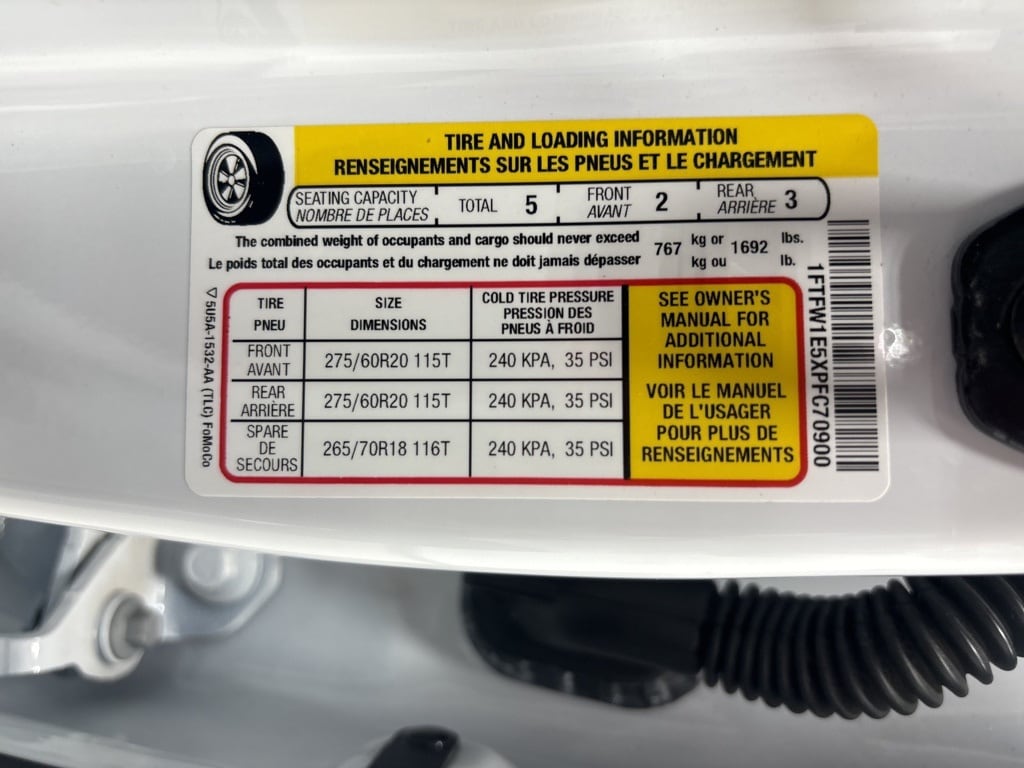 TIRE AND LOADING INFORMATION
RENSEIGNEMENTS SUR LES PNEUS ET LE CHARGEMENT
SEATING CAPACITY
NOMBRE DE PLACES
TOTAL 5
FRONT
AVANT 2
REAR
ARRIÈRE 3
The combined weight of occupants and cargo should never exceed 767 kg or 1692 lbs.
Le poids total des occupants et du chargement ne doit jamais dépasser kg ou lb.
TIRE
PNEU
SIZE
DIMENSIONS
COLD TIRE PRESSURE
PRESSION DES
PNEUS À FROID
FRONT
AVANT
275/60R20 115T
240 KPA, 35 PSI
REAR
ARRIÈRE
275/60R20 115T
240 KPA, 35 PSI
SPARE
DE
SECOURS
265/70R18 116T
240 KPA, 35 PSI
SEE OWNER'S
MANUAL FOR
ADDITIONAL
INFORMATION
VOIR LE MANUEL
DE L'USAGER
POUR PLUS DE
RENSEIGNEMENTS
5U5A-1532-AA (TLC) FoMoCo
1FTFW1E5XPFC70900